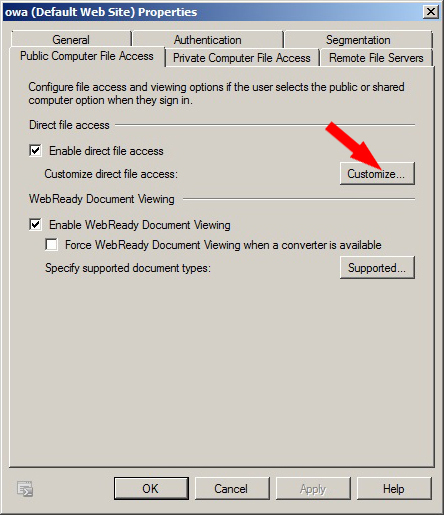 owa (Default Web Site) Properties
General Authentication Segmentation
Public Computer File Access Private Computer File Access Remote File Servers
Configure file access and viewing options if the user selects the public or shared
computer option when they sign in.
Direct file access
Enable direct file access
Customize direct file access: Customize...
WebReady Document Viewing
Enable WebReady Document Viewing
Force WebReady Document Viewing when a converter is available
Specify supported document types: Supported...
OK Cancel Apply Help